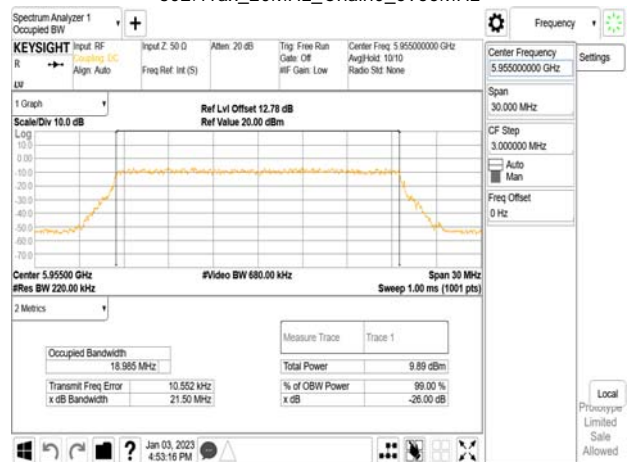 Spectrum Analyzer 1
Occupied BW
Frequency
KEYSIGHT
R
Input: RF
Coupling: DC
Align: Auto
Input Z: 50 Ω
Freq Ref: Int (S)
Atten: 20 dB
Trig: Free Run
Gate: Off
#IF Gain: Low
Center Freq: 5.955000000 GHz
Avg|Hold: 10/10
Radio Std: None
Center Frequency
5.955000000 GHz
Settings
Span
30.000 MHz
CF Step
3.000000 MHz
Auto
Man
Freq Offset
0 Hz
1 Graph
Scale/Div 10.0 dB
Ref Lvl Offset 12.78 dB
Ref Value 20.00 dBm
Log
10.0
0.00
-10.0
-20.0
-30.0
-40.0
-50.0
-60.0
-70.0
Center 5.95500 GHz
#Video BW 680.00 kHz
Span 30 MHz
#Res BW 220.00 kHz
Sweep 1.00 ms (1001 pts)
2 Metrics
Measure Trace
Trace 1
Occupied Bandwidth
18.985 MHz
Total Power
9.89 dBm
Transmit Freq Error
10.552 kHz
% of OBW Power
99.00 %
x dB Bandwidth
21.50 MHz
x dB
-26.00 dB
Local
Prototype
Limited
Sale
Allowed
Jan 03, 2023
4:53:16 PM